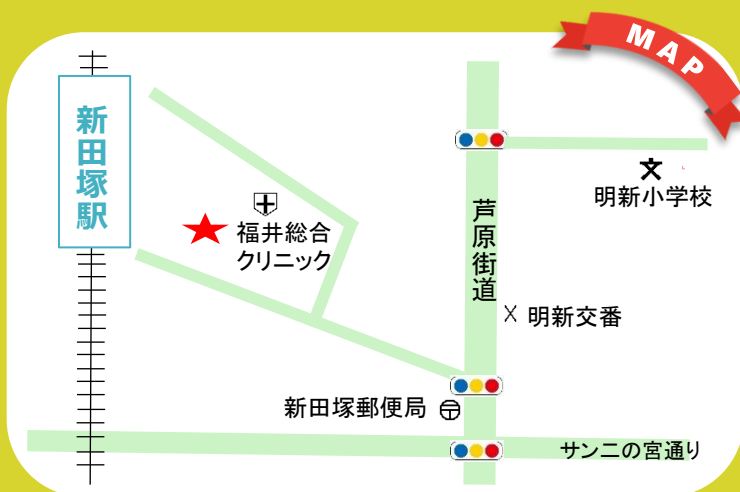 MAP
新田塚駅
福井総合
クリニック
芦原街道
明新小学校
明新交番
新田塚郵便局
サン二の宮通り